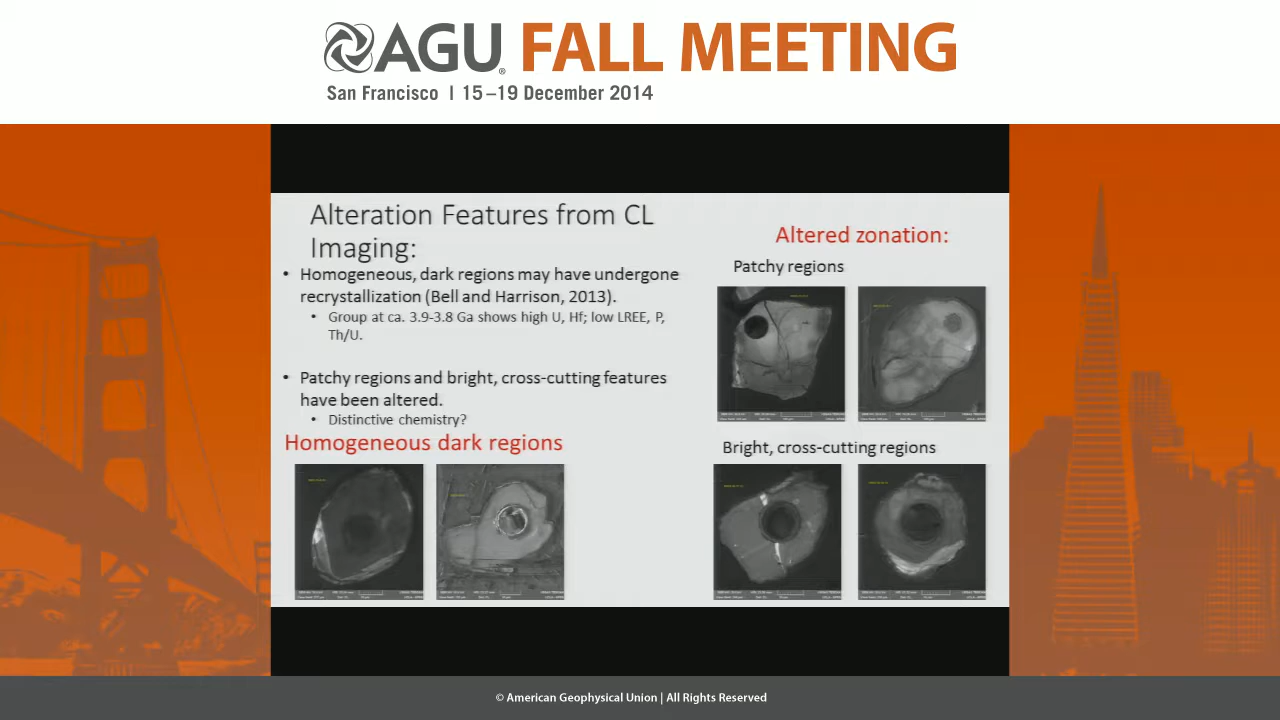 AGU FALL MEETING
San Francisco | 15–19 December 2014
Alteration Features from CL
Imaging:
• Homogeneous, dark regions may have undergone
recrystallization (Bell and Harrison, 2013).
• Group at ca. 3.9-3.8 Ga shows high U, Hf; low LREE, P,
Th/U.
• Patchy regions and bright, cross-cutting features
have been altered.
• Distinctive chemistry?
Homogeneous dark regions
Altered zonation:
Patchy regions
Bright, cross-cutting regions
© American Geophysical Union | All Rights Reserved